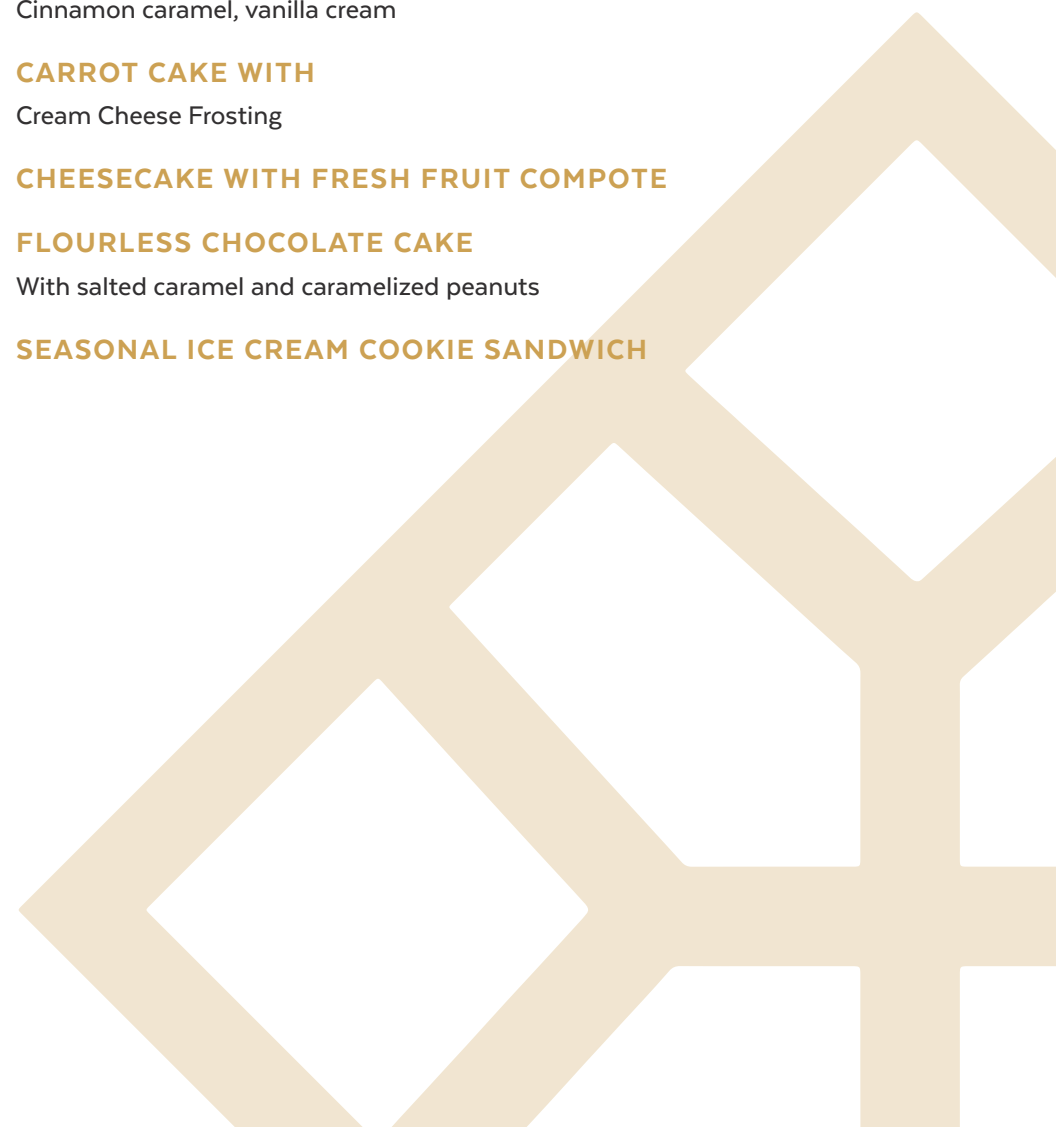 Cinnamon caramel, vanilla cream
CARROT CAKE WITH
Cream Cheese Frosting
CHEESECAKE WITH FRESH FRUIT COMPOTE
FLOURLESS CHOCOLATE CAKE
With salted caramel and caramelized peanuts
SEASONAL ICE CREAM COOKIE SANDWICH